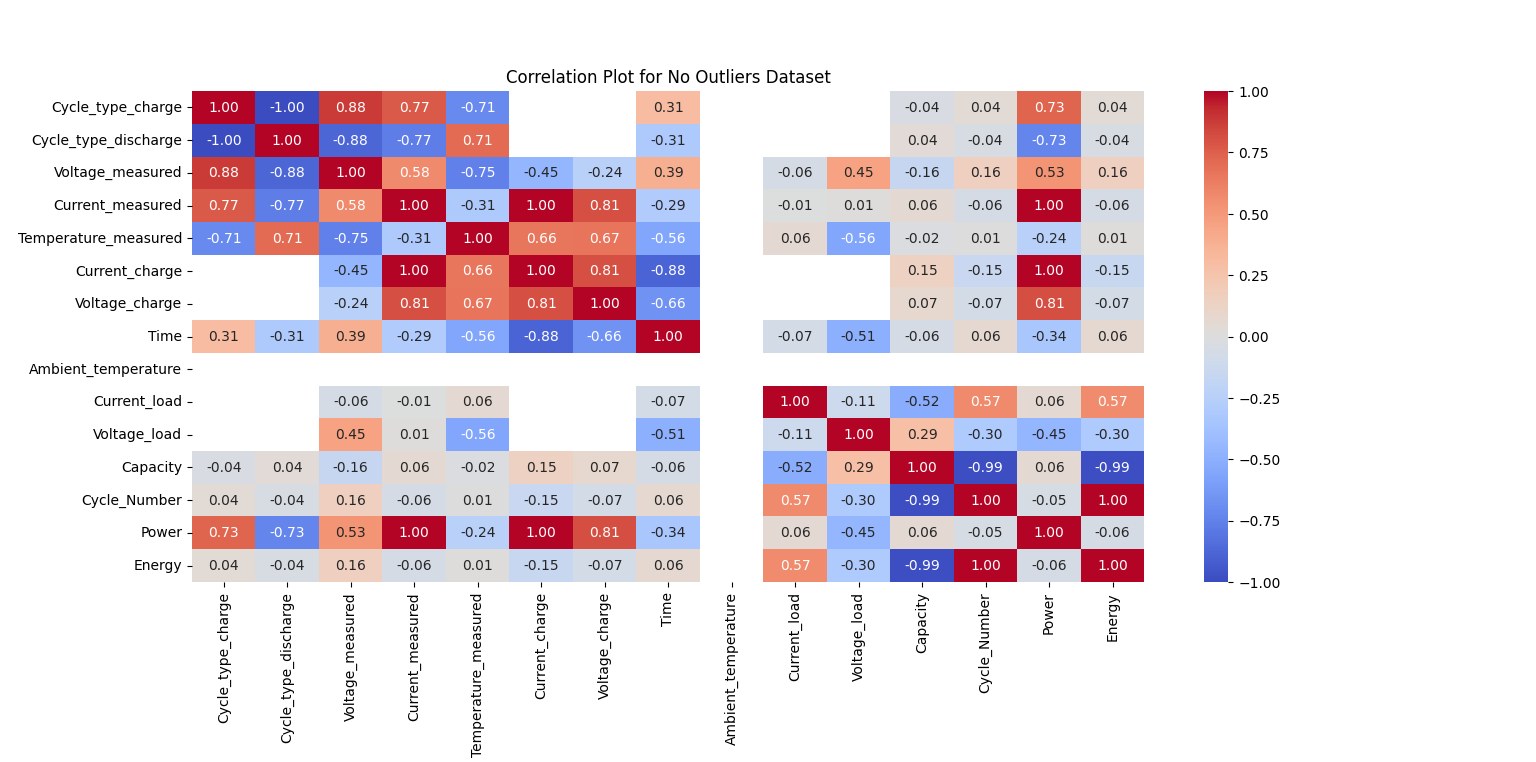 Correlation Plot for No Outliers Dataset
Cycle_type_charge 1.00 -1.00 0.88 0.77 -0.71 0.31 -0.04 0.04 0.73 0.04
Cycle_type_discharge -1.00 1.00 -0.88 -0.77 0.71 -0.31 0.04 -0.04 -0.73 -0.04
Voltage_measured 0.88 -0.88 1.00 0.58 -0.75 -0.45 -0.24 0.39 -0.06 0.45 -0.16 0.16 0.53 0.16
Current_measured 0.77 -0.77 0.58 1.00 -0.31 1.00 0.81 -0.29 -0.01 0.01 0.06 -0.06 1.00 -0.06
Temperature_measured -0.71 0.71 -0.75 -0.31 1.00 0.66 0.67 -0.56 0.06 -0.56 -0.02 0.01 -0.24 0.01
Current_charge -0.45 1.00 0.66 1.00 0.81 -0.88 0.15 -0.15 1.00 -0.15
Voltage_charge -0.24 0.81 0.67 0.81 1.00 -0.66 0.07 -0.07 0.81 -0.07
Time 0.31 -0.31 0.39 -0.29 -0.56 -0.88 -0.66 1.00 -0.07 -0.51 -0.06 0.06 -0.34 0.06
Ambient_temperature
Current_load -0.06 -0.01 0.06 -0.07 1.00 -0.11 -0.52 0.57 0.06 0.57
Voltage_load 0.45 0.01 -0.56 -0.51 -0.11 1.00 0.29 -0.30 -0.45 -0.30
Capacity -0.04 0.04 -0.16 0.06 -0.02 0.15 0.07 -0.06 -0.52 0.29 1.00 -0.99 0.06 -0.99
Cycle_Number 0.04 -0.04 0.16 -0.06 0.01 -0.15 -0.07 0.06 0.57 -0.30 -0.99 1.00 -0.05 1.00
Power 0.73 -0.73 0.53 1.00 -0.24 1.00 0.81 -0.34 0.06 -0.45 0.06 -0.05 1.00 -0.06
Energy 0.04 -0.04 0.16 -0.06 0.01 -0.15 -0.07 0.06 0.57 -0.30 -0.99 1.00 -0.06 1.00
Cycle_type_charge
Cycle_type_discharge
Voltage_measured
Current_measured
Temperature_measured
Current_charge
Voltage_charge
Time
Ambient_temperature
Current_load
Voltage_load
Capacity
Cycle_Number
Power
Energy
1.00
0.75
0.50
0.25
0.00
−0.25
−0.50
−0.75
−1.00